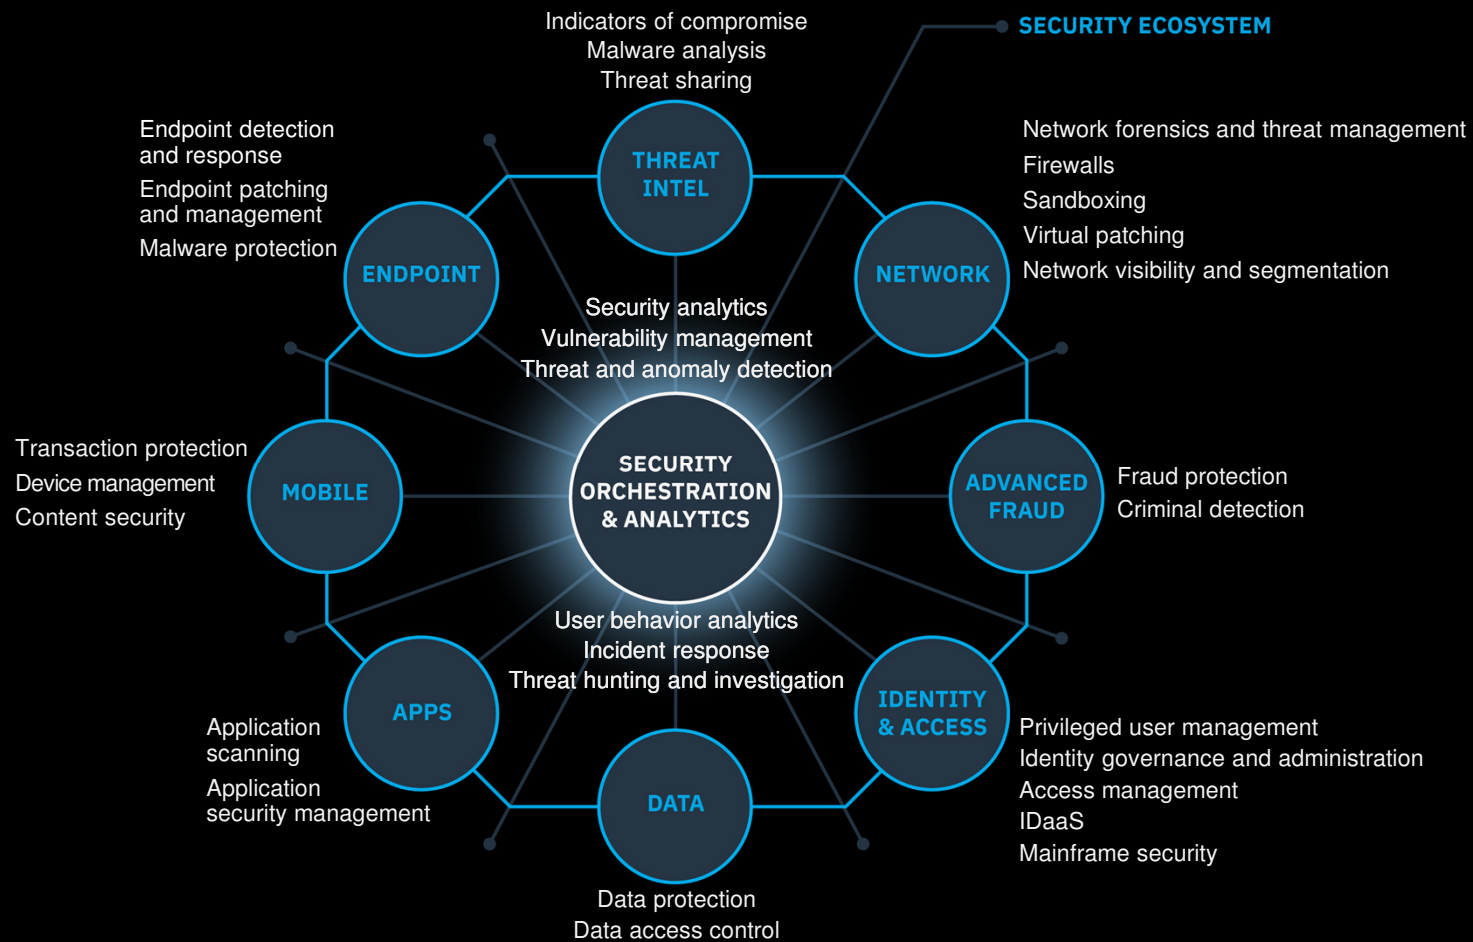 SECURITY ECOSYSTEM
Indicators of compromise
Malware analysis
Threat sharing
THREAT
INTEL
Endpoint detection
and response
Endpoint patching
and management
Malware protection
ENDPOINT
Network forensics and threat management
Firewalls
Sandboxing
Virtual patching
Network visibility and segmentation
NETWORK
Security analytics
Vulnerability management
Threat and anomaly detection
SECURITY
ORCHESTRATION
& ANALYTICS
User behavior analytics
Incident response
Threat hunting and investigation
Transaction protection
Device management
Content security
MOBILE
ADVANCED
FRAUD
Fraud protection
Criminal detection
APPS
Application
scanning
Application
security management
IDENTITY
& ACCESS
Privileged user management
Identity governance and administration
Access management
IDaaS
Mainframe security
DATA
Data protection
Data access control